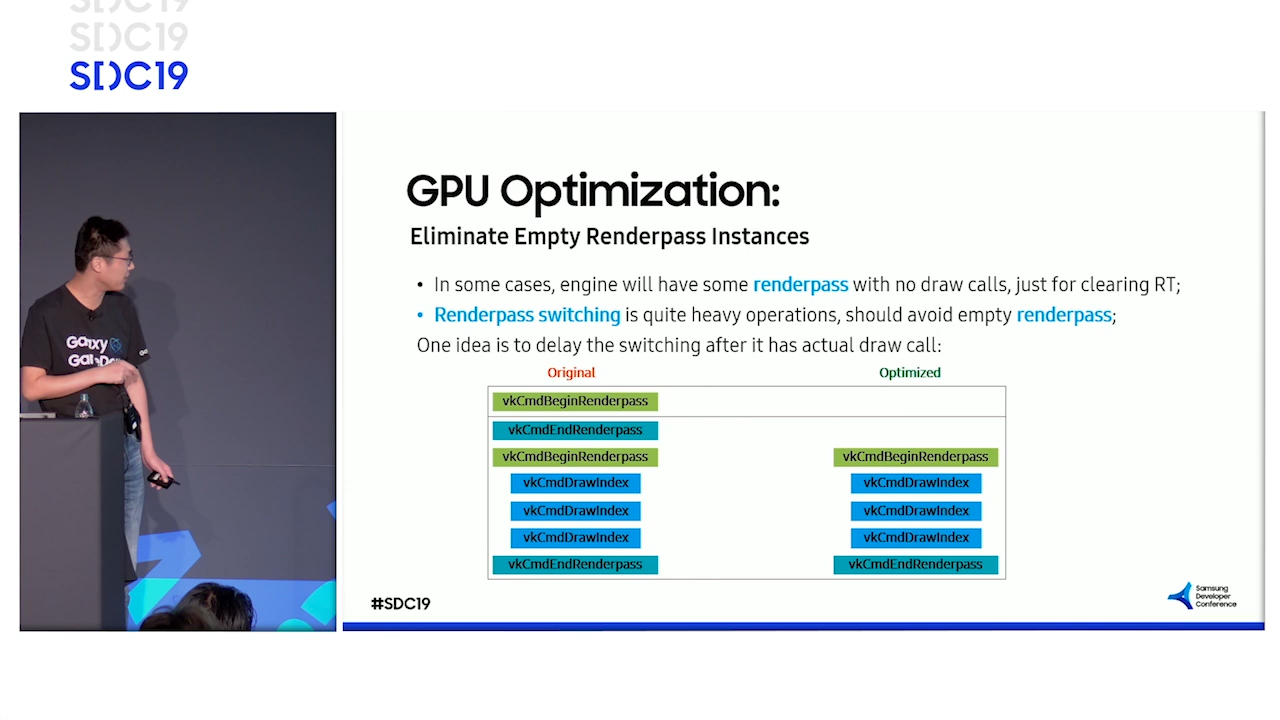 SDC19
SDC19
SDC19
GPU Optimization:
Eliminate Empty Renderpass Instances
• In some cases, engine will have some renderpass with no draw calls, just for clearing RT;
• Renderpass switching is quite heavy operations, should avoid empty renderpass;
One idea is to delay the switching after it has actual draw call:
Original
Optimized
vkCmdBeginRenderpass
vkCmdEndRenderpass
vkCmdBeginRenderpass
vkCmdBeginRenderpass
vkCmdDrawIndex
vkCmdDrawIndex
vkCmdDrawIndex
vkCmdDrawIndex
vkCmdDrawIndex
vkCmdDrawIndex
vkCmdEndRenderpass
vkCmdEndRenderpass
#SDC19
Samsung
Developer
Conference
Galaxy